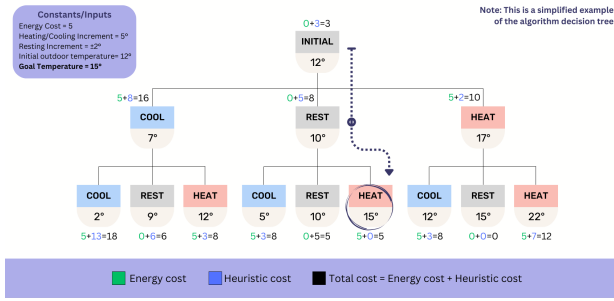 Constants/Inputs
Energy Cost = 5
Heating/Cooling Increment = 5°
Resting Increment = ±2°
Initial outdoor temperature= 12°
Goal Temperature = 15°
Note: This is a simplified example
of the algorithm decision tree
0+3=3
INITIAL
12°
5+8=16
0+5=8
5+2=10
COOL
REST
HEAT
7°
10°
17°
COOL
REST
HEAT
COOL
REST
HEAT
COOL
REST
HEAT
2°
9°
12°
5°
10°
15°
12°
15°
22°
5+13=18
0+6=6
5+3=8
5+3=8
0+5=5
5+0=5
5+3=8
0+0=0
5+7=12
Energy cost
Heuristic cost
Total cost = Energy cost + Heuristic cost